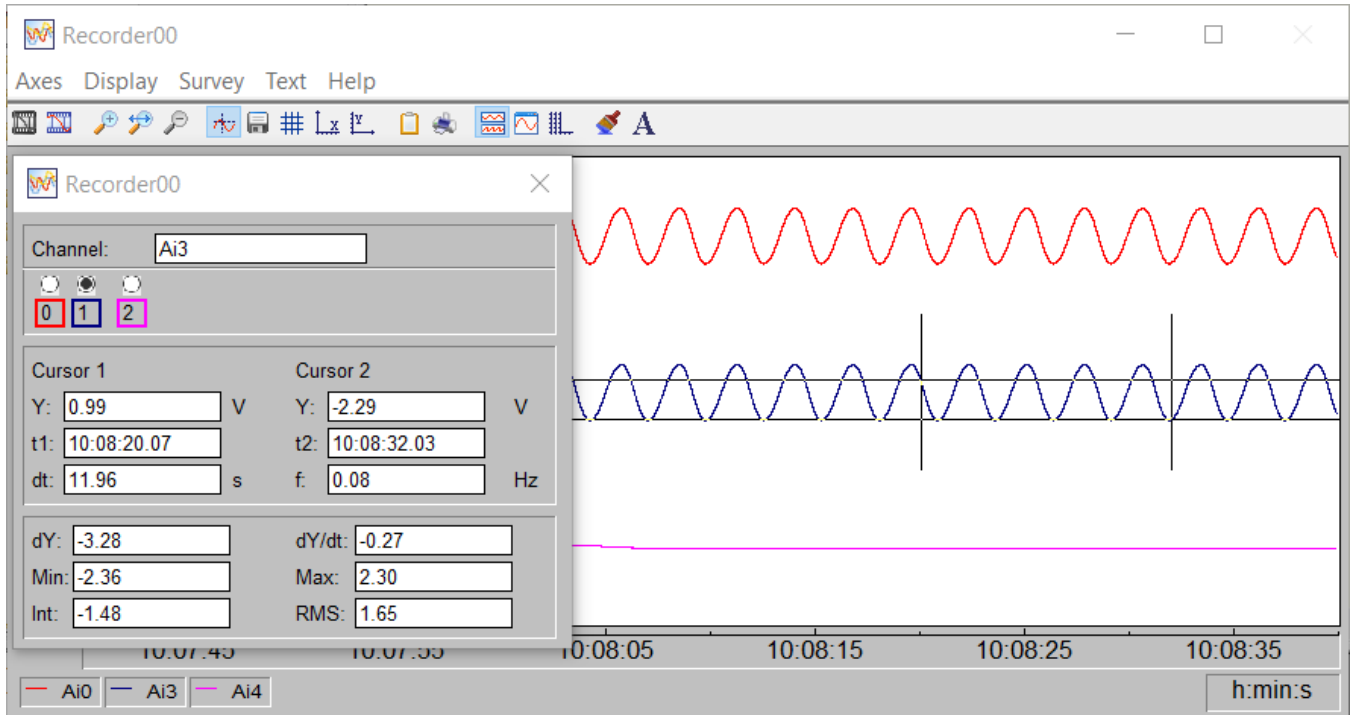 Recorder00
Axes Display Survey Text Help
A
Recorder00
Channel: Ai3
0 1 2
Cursor 1 Cursor 2
Y: 0.99 V Y: -2.29 V
t1: 10:08:20.07 t2: 10:08:32.03
dt: 11.96 s f: 0.08 Hz
dY: -3.28 dY/dt: -0.27
Min: -2.36 Max: 2.30
Int: -1.48 RMS: 1.65
10:07:45 10:07:55 10:08:05 10:08:15 10:08:25 10:08:35
Ai0 Ai3 Ai4 h:min:s